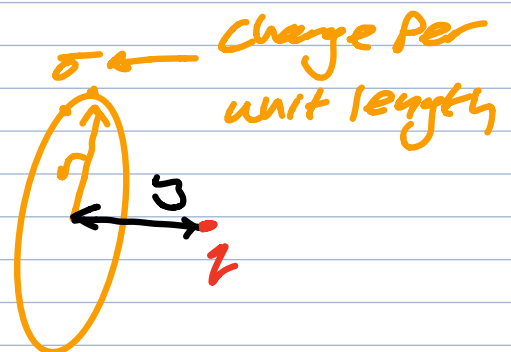 σ ← charge per
unit length
r
y
q